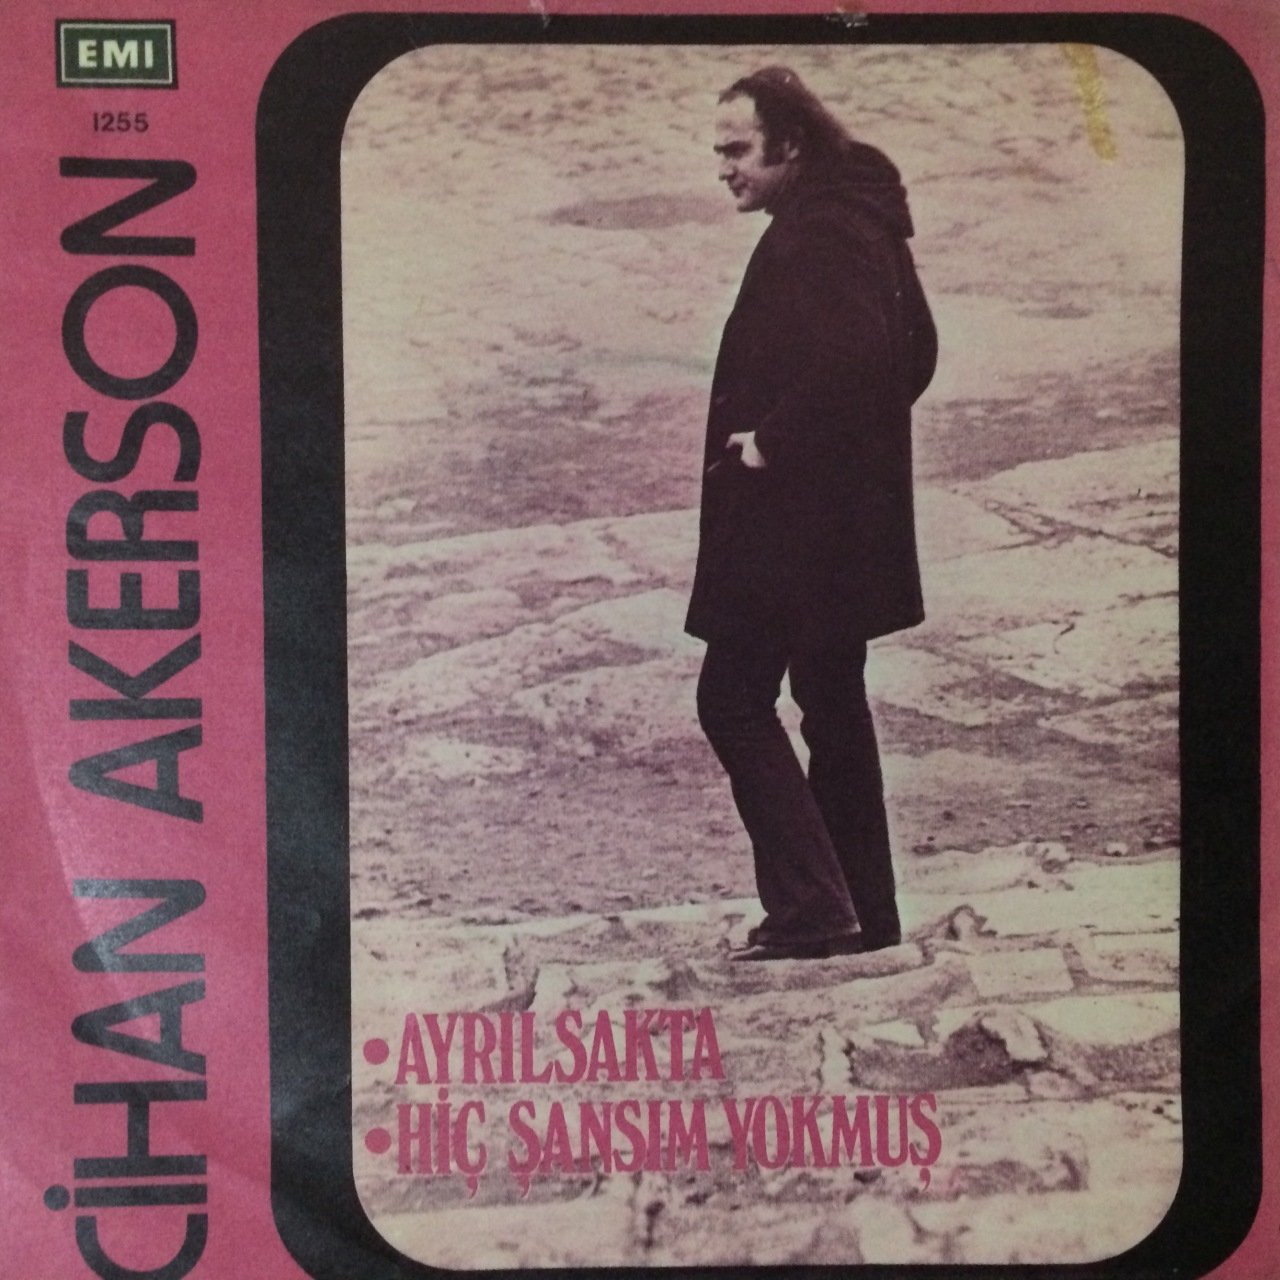 EMI
1255
CİHAN AKERSON
•AYRILSAKTA
•HİÇ ŞANSIM YOKMUŞ